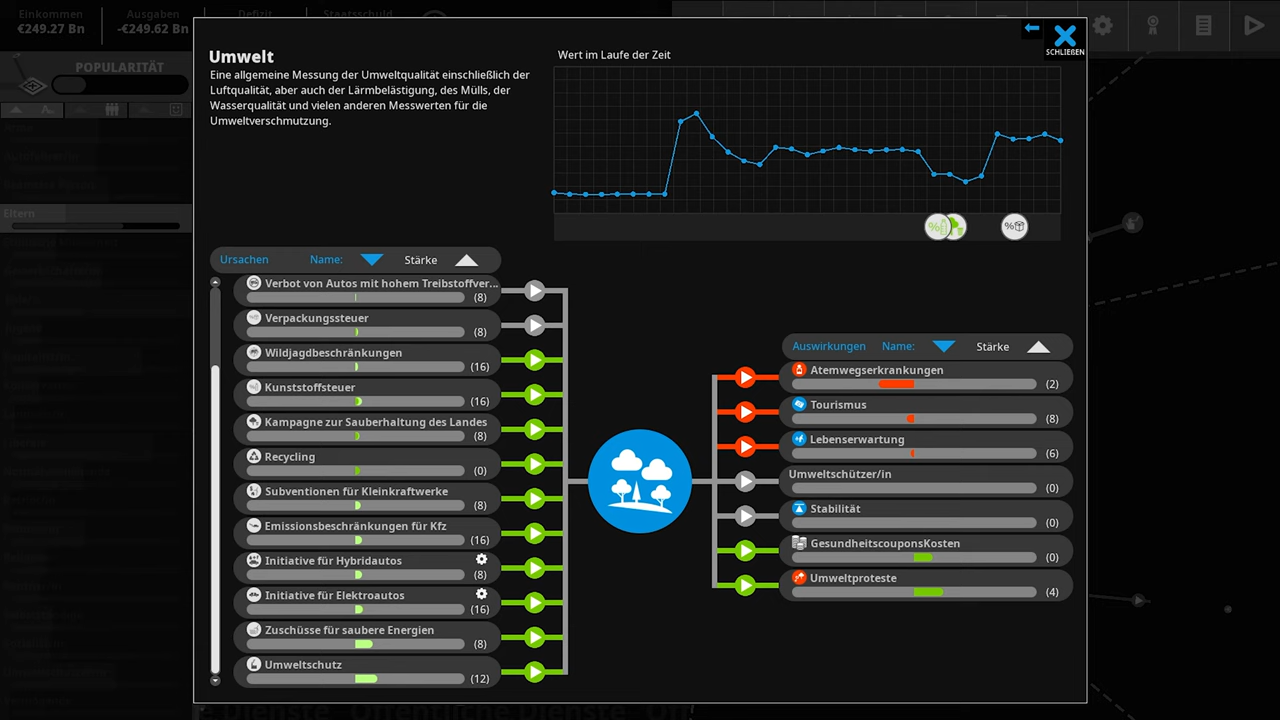 Einkommen
Ausgaben
Defizit
Staatsschuld
€249.27 Bn
-€249.62 Bn
POPULARITÄT
Eltern
SCHLIEßEN
Umwelt
Eine allgemeine Messung der Umweltqualität einschließlich der
Luftqualität, aber auch der Lärmbelästigung, des Mülls, der
Wasserqualität und vielen anderen Messwerten für die
Umweltverschmutzung.
Wert im Laufe der Zeit
Ursachen
Name:
Stärke
Verbot von Autos mit hohem Treibstoffver...
(8)
Verpackungssteuer
(8)
Wildjagdbeschränkungen
(16)
Kunststoffsteuer
(16)
Kampagne zur Sauberhaltung des Landes
(8)
Recycling
(0)
Subventionen für Kleinkraftwerke
(8)
Emissionsbeschränkungen für Kfz
(16)
Initiative für Hybridautos
(8)
Initiative für Elektroautos
(16)
Zuschüsse für saubere Energien
(8)
Umweltschutz
(12)
Auswirkungen
Name:
Stärke
Atemwegserkrankungen
(2)
Tourismus
(8)
Lebenserwartung
(6)
Umweltschützer/in
(0)
Stabilität
(0)
GesundheitscouponsKosten
(0)
Umweltproteste
(4)